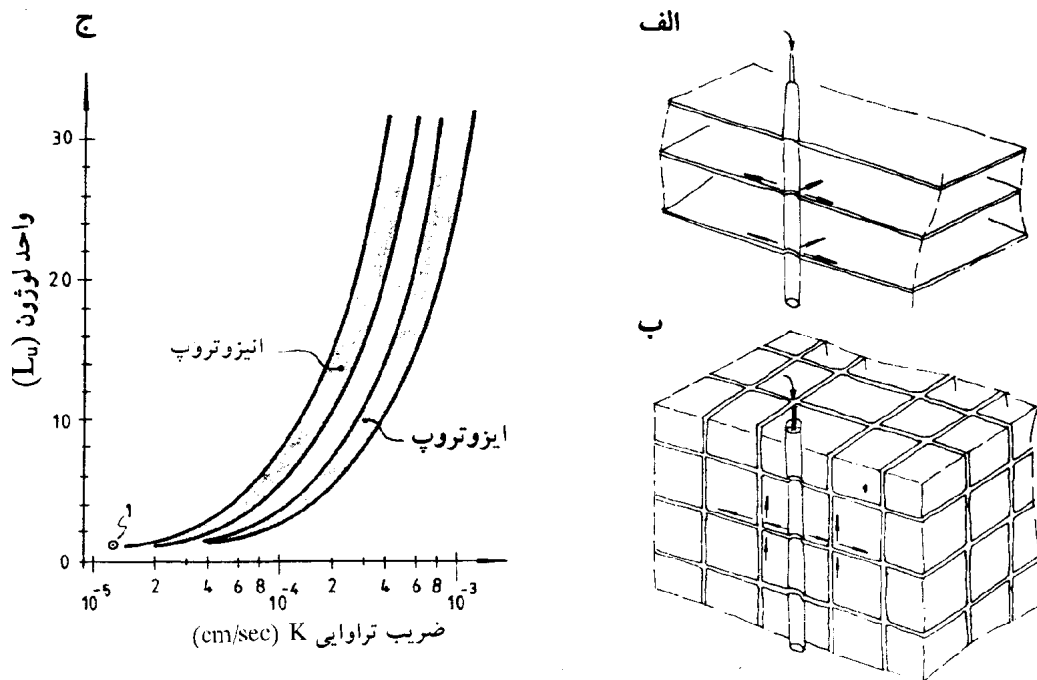 الف
ب
ج
واحد لوژون (Lu)
30
20
10
0
انیزوتروپ
ایزوتروپ
1
10-5 2 4 6 8 10-4 2 4 6 8 10-3
ضریب تراوایی K (cm/sec)